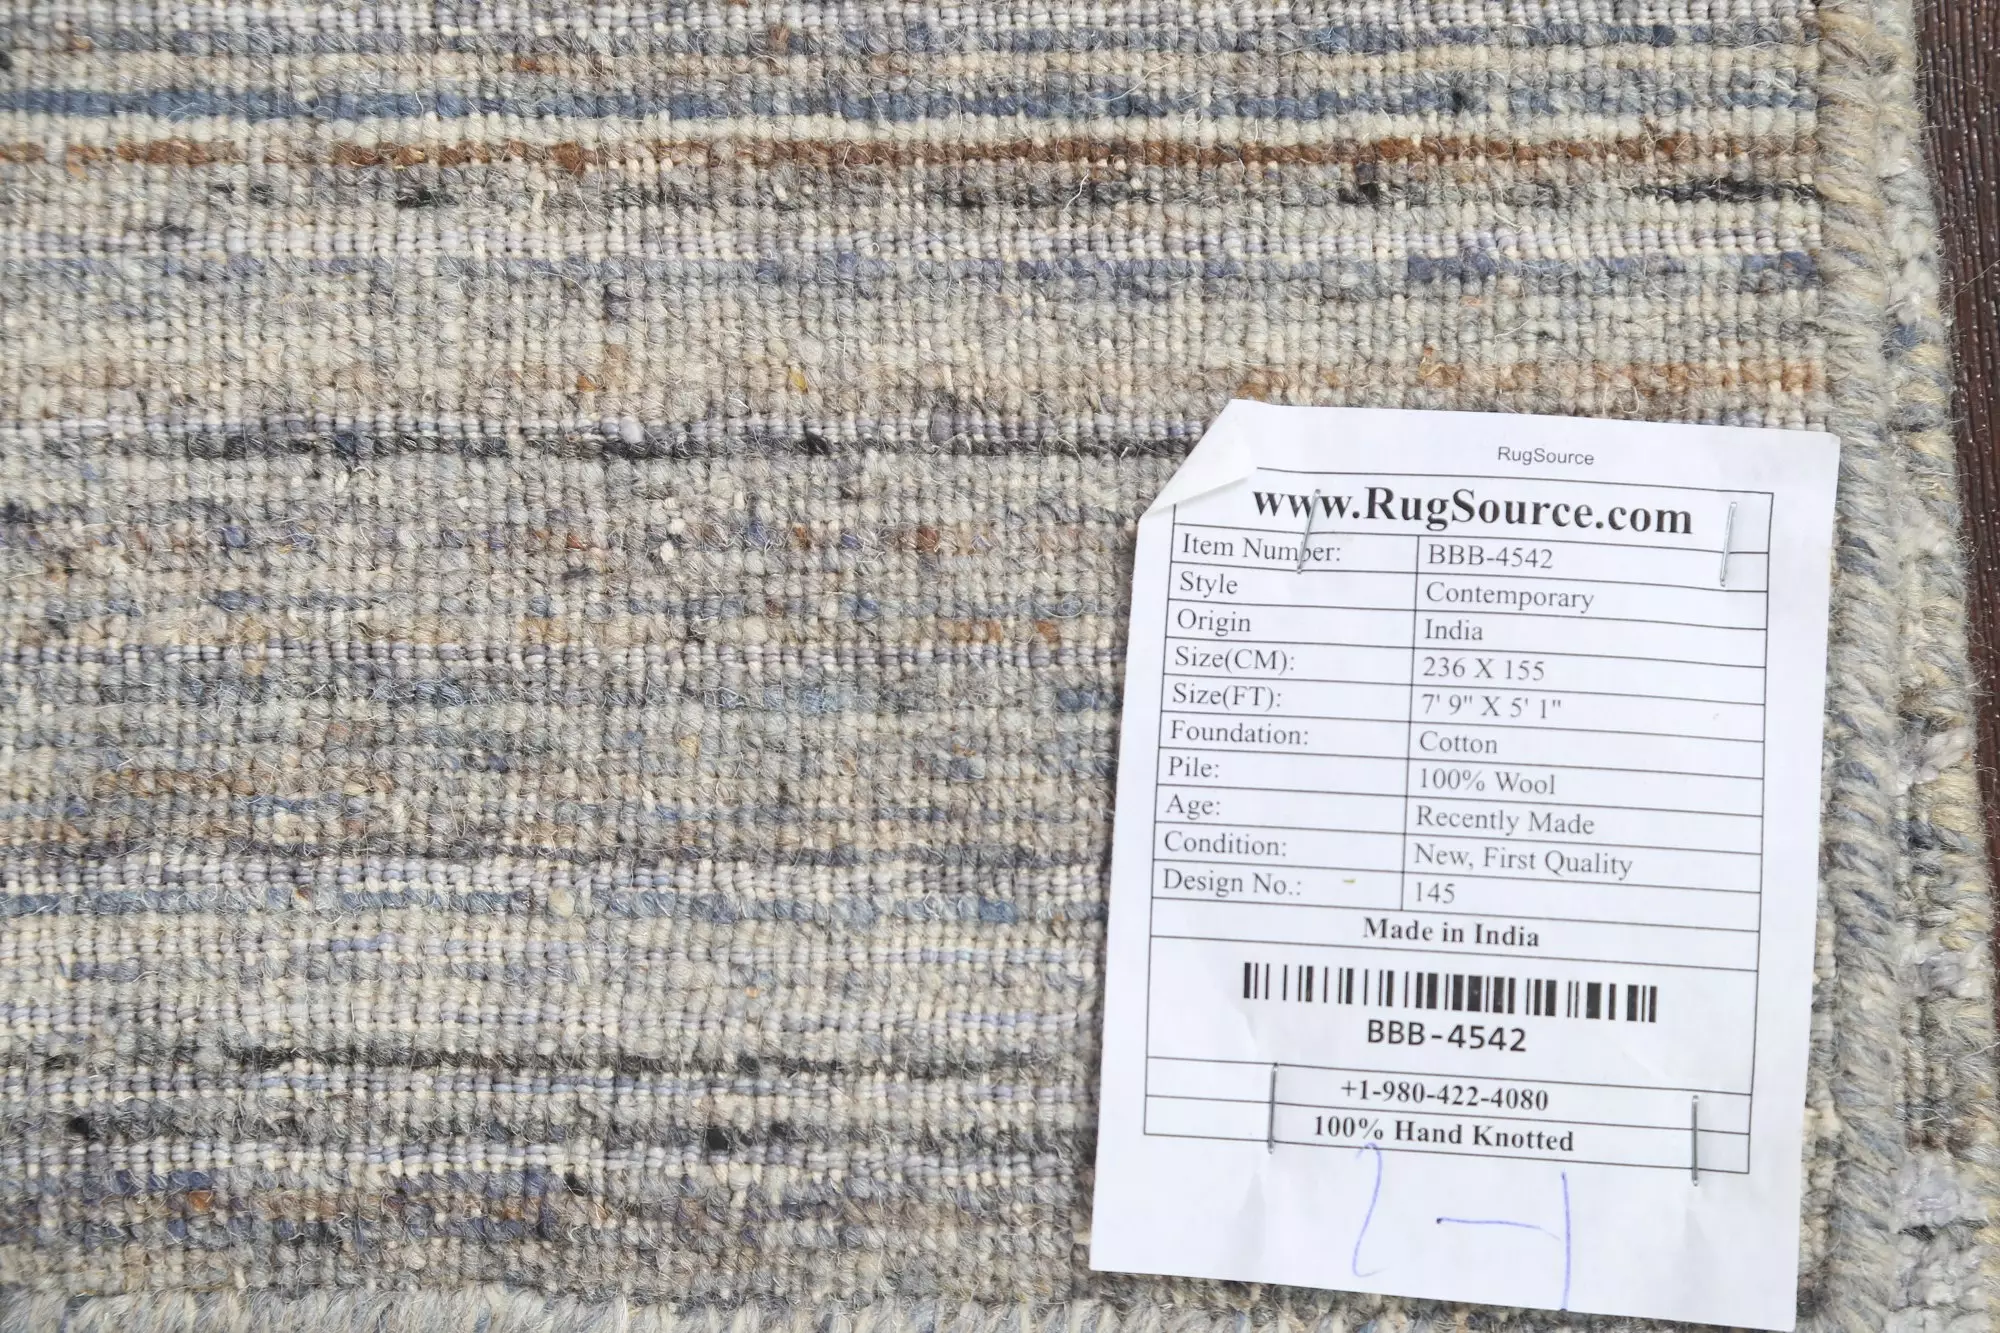 RugSource
www.RugSource.com
Item Number: BBB-4542
Style Contemporary
Origin India
Size(CM): 236 X 155
Size(FT): 7' 9" X 5' 1"
Foundation: Cotton
Pile: 100% Wool
Age: Recently Made
Condition: New, First Quality
Design No.: 145
Made in India
BBB-4542
+1-980-422-4080
100% Hand Knotted